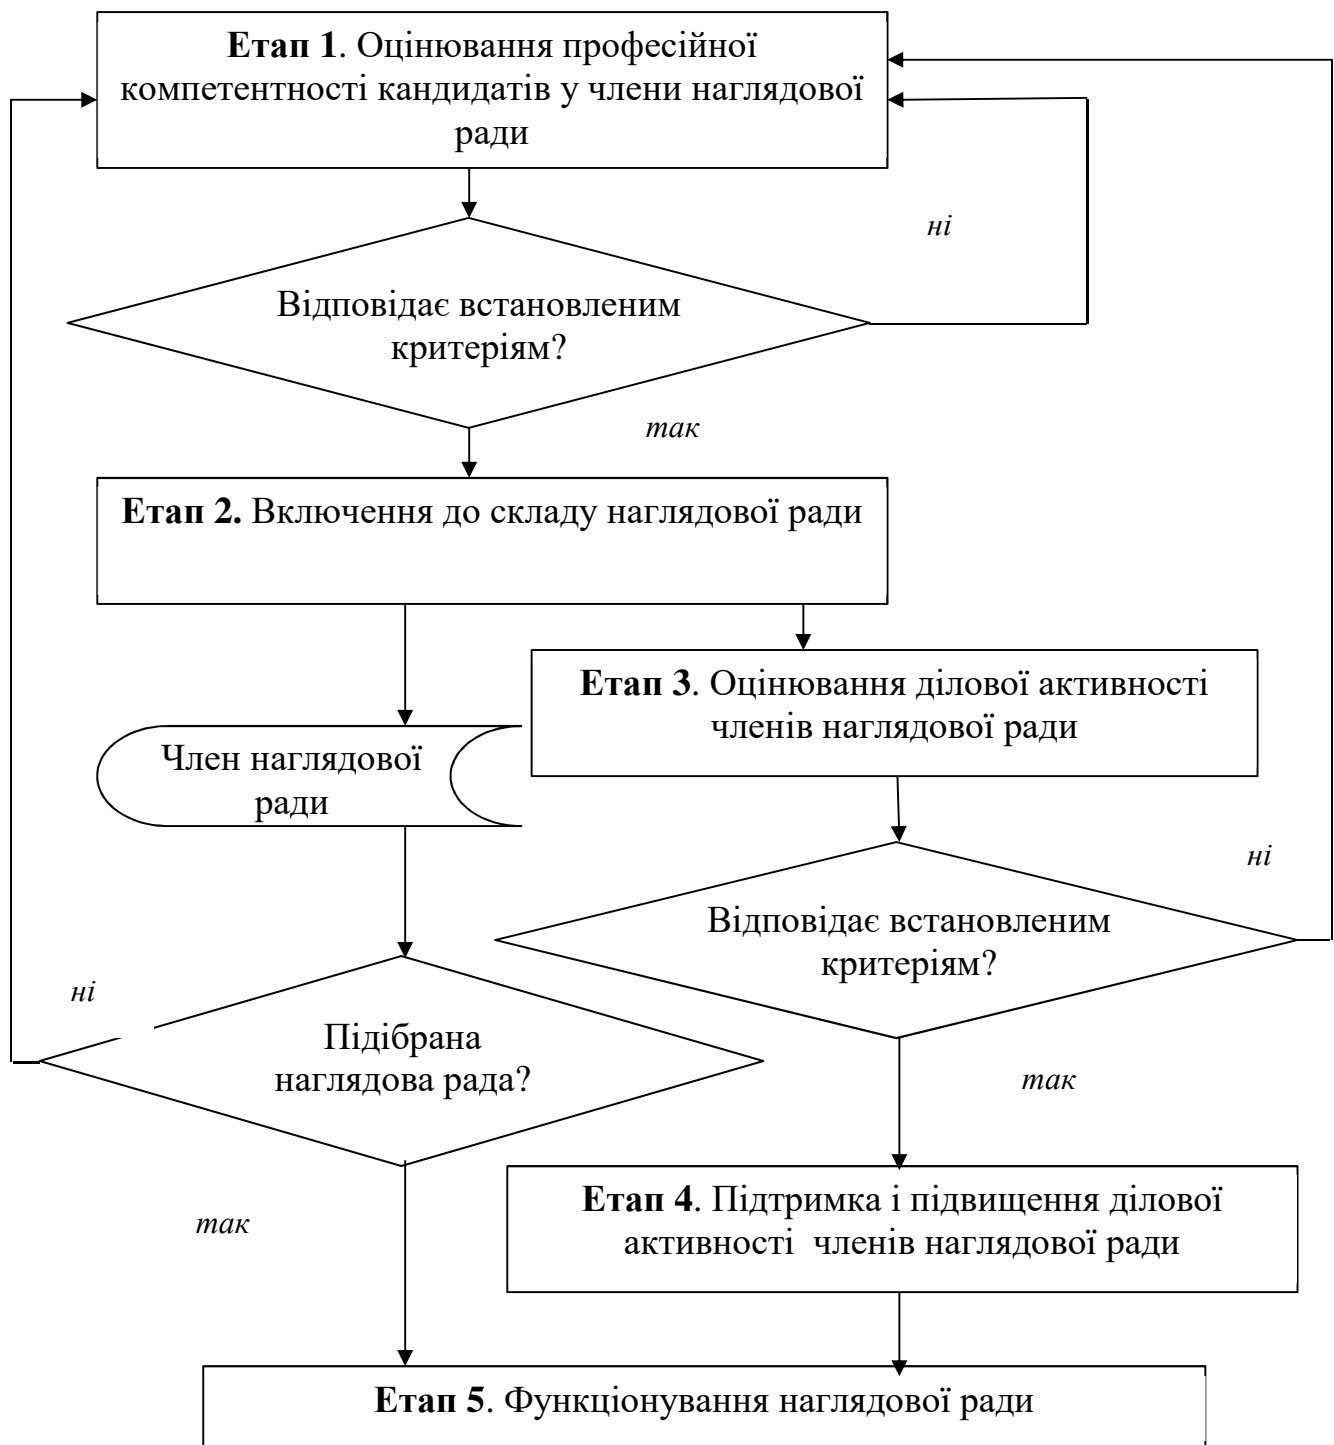 Етап 1. Оцінювання професійної
компетентності кандидатів у члени наглядової
ради
ні
Відповідає встановленим
критеріям?
так
Етап 2. Включення до складу наглядової ради
Етап 3. Оцінювання ділової активності
членів наглядової ради
Член наглядової
ради
ні
Відповідає встановленим
критеріям?
ні
Підібрана
наглядова рада?
так
Етап 4. Підтримка і підвищення ділової
активності членів наглядової ради
так
Етап 5. Функціонування наглядової ради